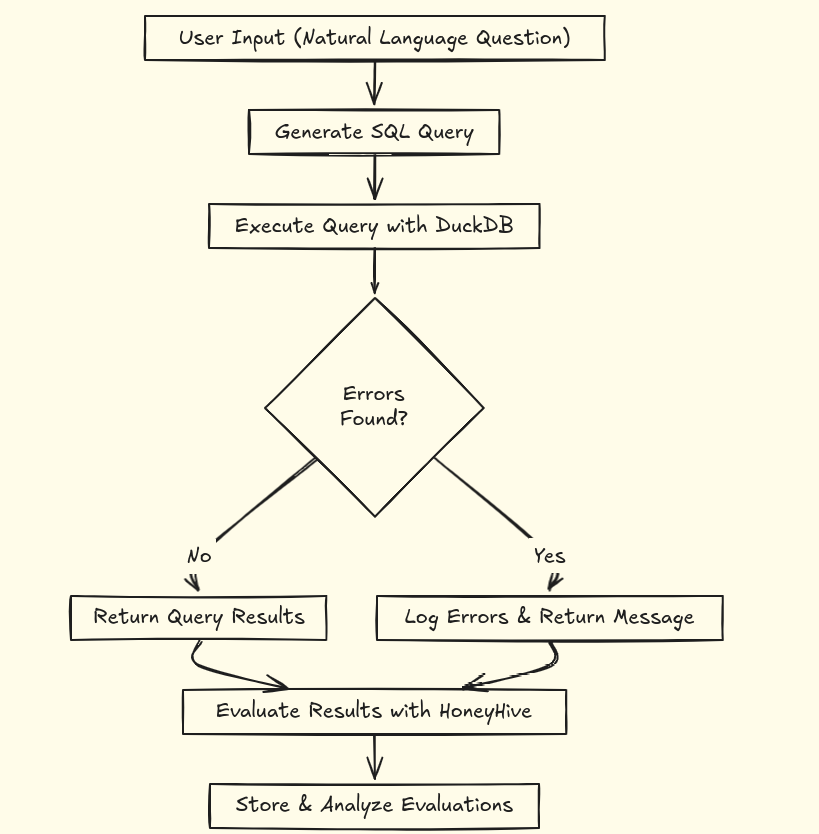 User Input (Natural Language Question)
Generate SQL Query
Execute Query with DuckDB
Errors
Found?
No
Yes
Return Query Results
Log Errors & Return Message
Evaluate Results with HoneyHive
Store & Analyze Evaluations